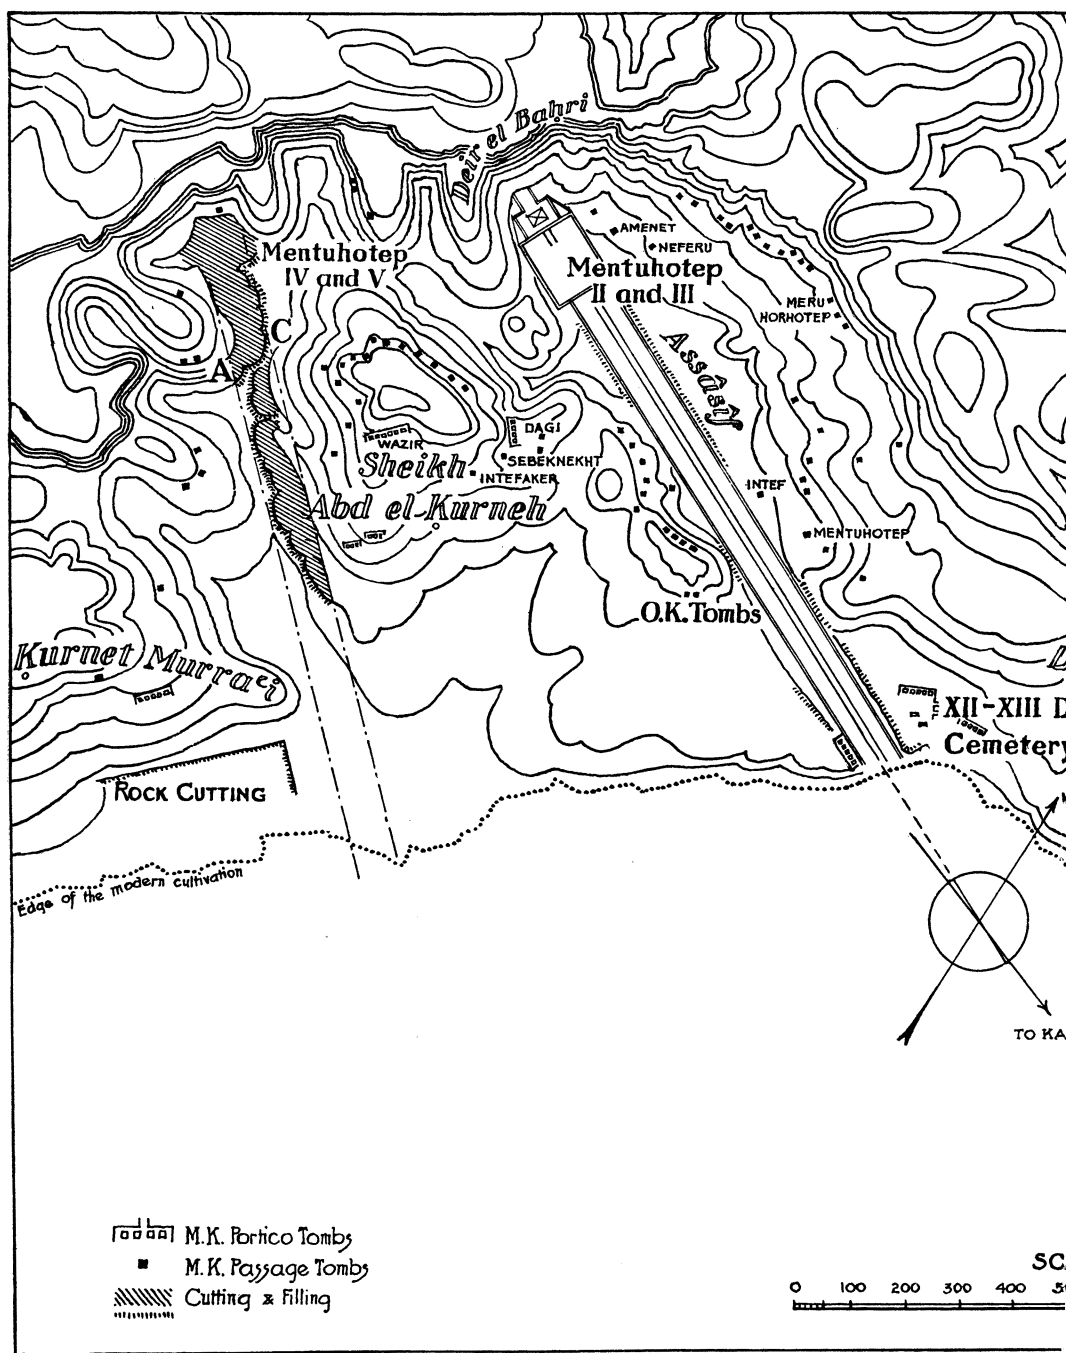 Deir el Baḥri
AMENET
NEFERU
Mentuhotep
IV and V
Mentuhotep
II and III
MERU
HORHOTEP
C
A
Assâsîf
WAZIR
DAGI
SEBEKNEKHT
INTEFAKER
Sheikh
Abd el-Kurneh
INTEF
MENTUHOTEP
O.K. Tombs
Kurnet Murraci
D
XII-XIII D
Cemetery
ROCK CUTTING
Edge of the modern cultivation
TO KA
M.K. Portico Tombs
M.K. Passage Tombs
Cutting & Filling
SC
0 100 200 300 400